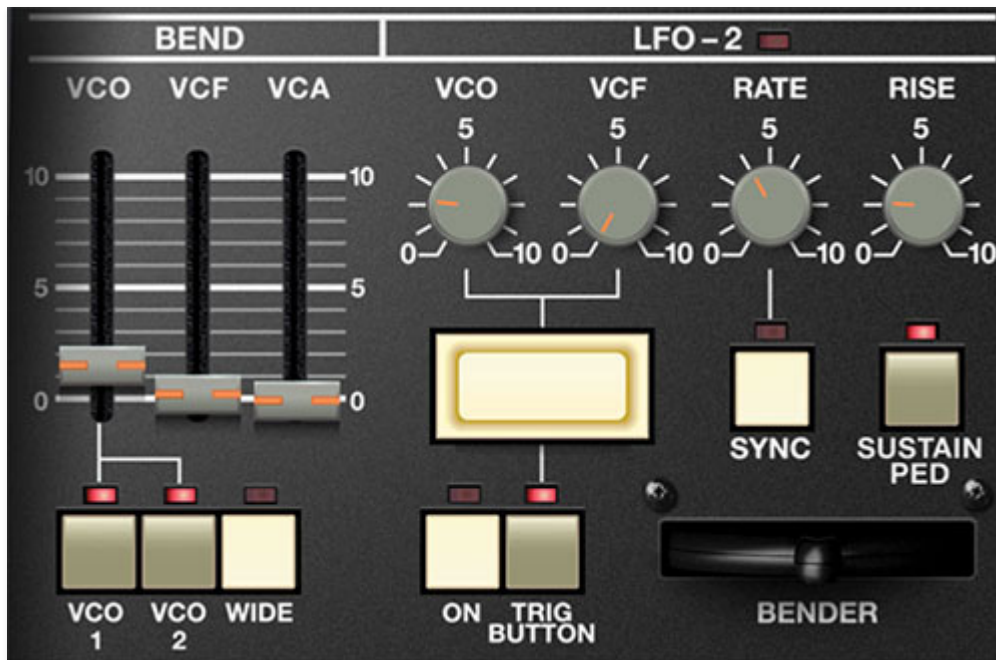 BEND
LFO-2
VCO VCF VCA
VCO VCF RATE RISE
5 5 5 5
10 10
0 10 0 10 0 10 0 10
5 5
0 0
SYNC
SUSTAIN
PED
VCO
1
VCO
2
WIDE
ON
TRIG
BUTTON
BENDER